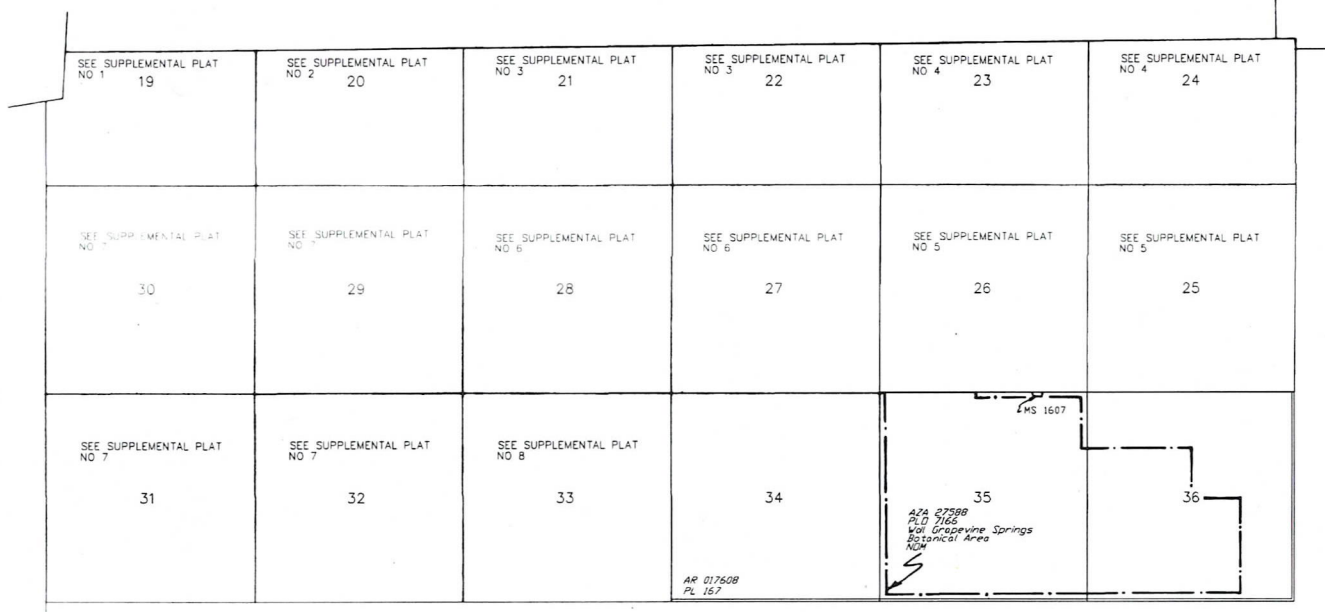 SEE SUPPLEMENTAL PLAT
NO 1
19
SEE SUPPLEMENTAL PLAT
NO 2
20
SEE SUPPLEMENTAL PLAT
NO 3
21
SEE SUPPLEMENTAL PLAT
NO 3
22
SEE SUPPLEMENTAL PLAT
NO 4
23
SEE SUPPLEMENTAL PLAT
NO 4
24
SEE SUPPLEMENTAL PLAT
NO 7
30
SEE SUPPLEMENTAL PLAT
NO 7
29
SEE SUPPLEMENTAL PLAT
NO 6
28
SEE SUPPLEMENTAL PLAT
NO 6
27
SEE SUPPLEMENTAL PLAT
NO 5
26
SEE SUPPLEMENTAL PLAT
NO 5
25
SEE SUPPLEMENTAL PLAT
NO 7
31
SEE SUPPLEMENTAL PLAT
NO 7
32
SEE SUPPLEMENTAL PLAT
NO 8
33
34
AR 017608
PL 167
MS 1607
35
AZA 27588
PLO 7166
Grapevine Springs
Botanical Area
NDM
36